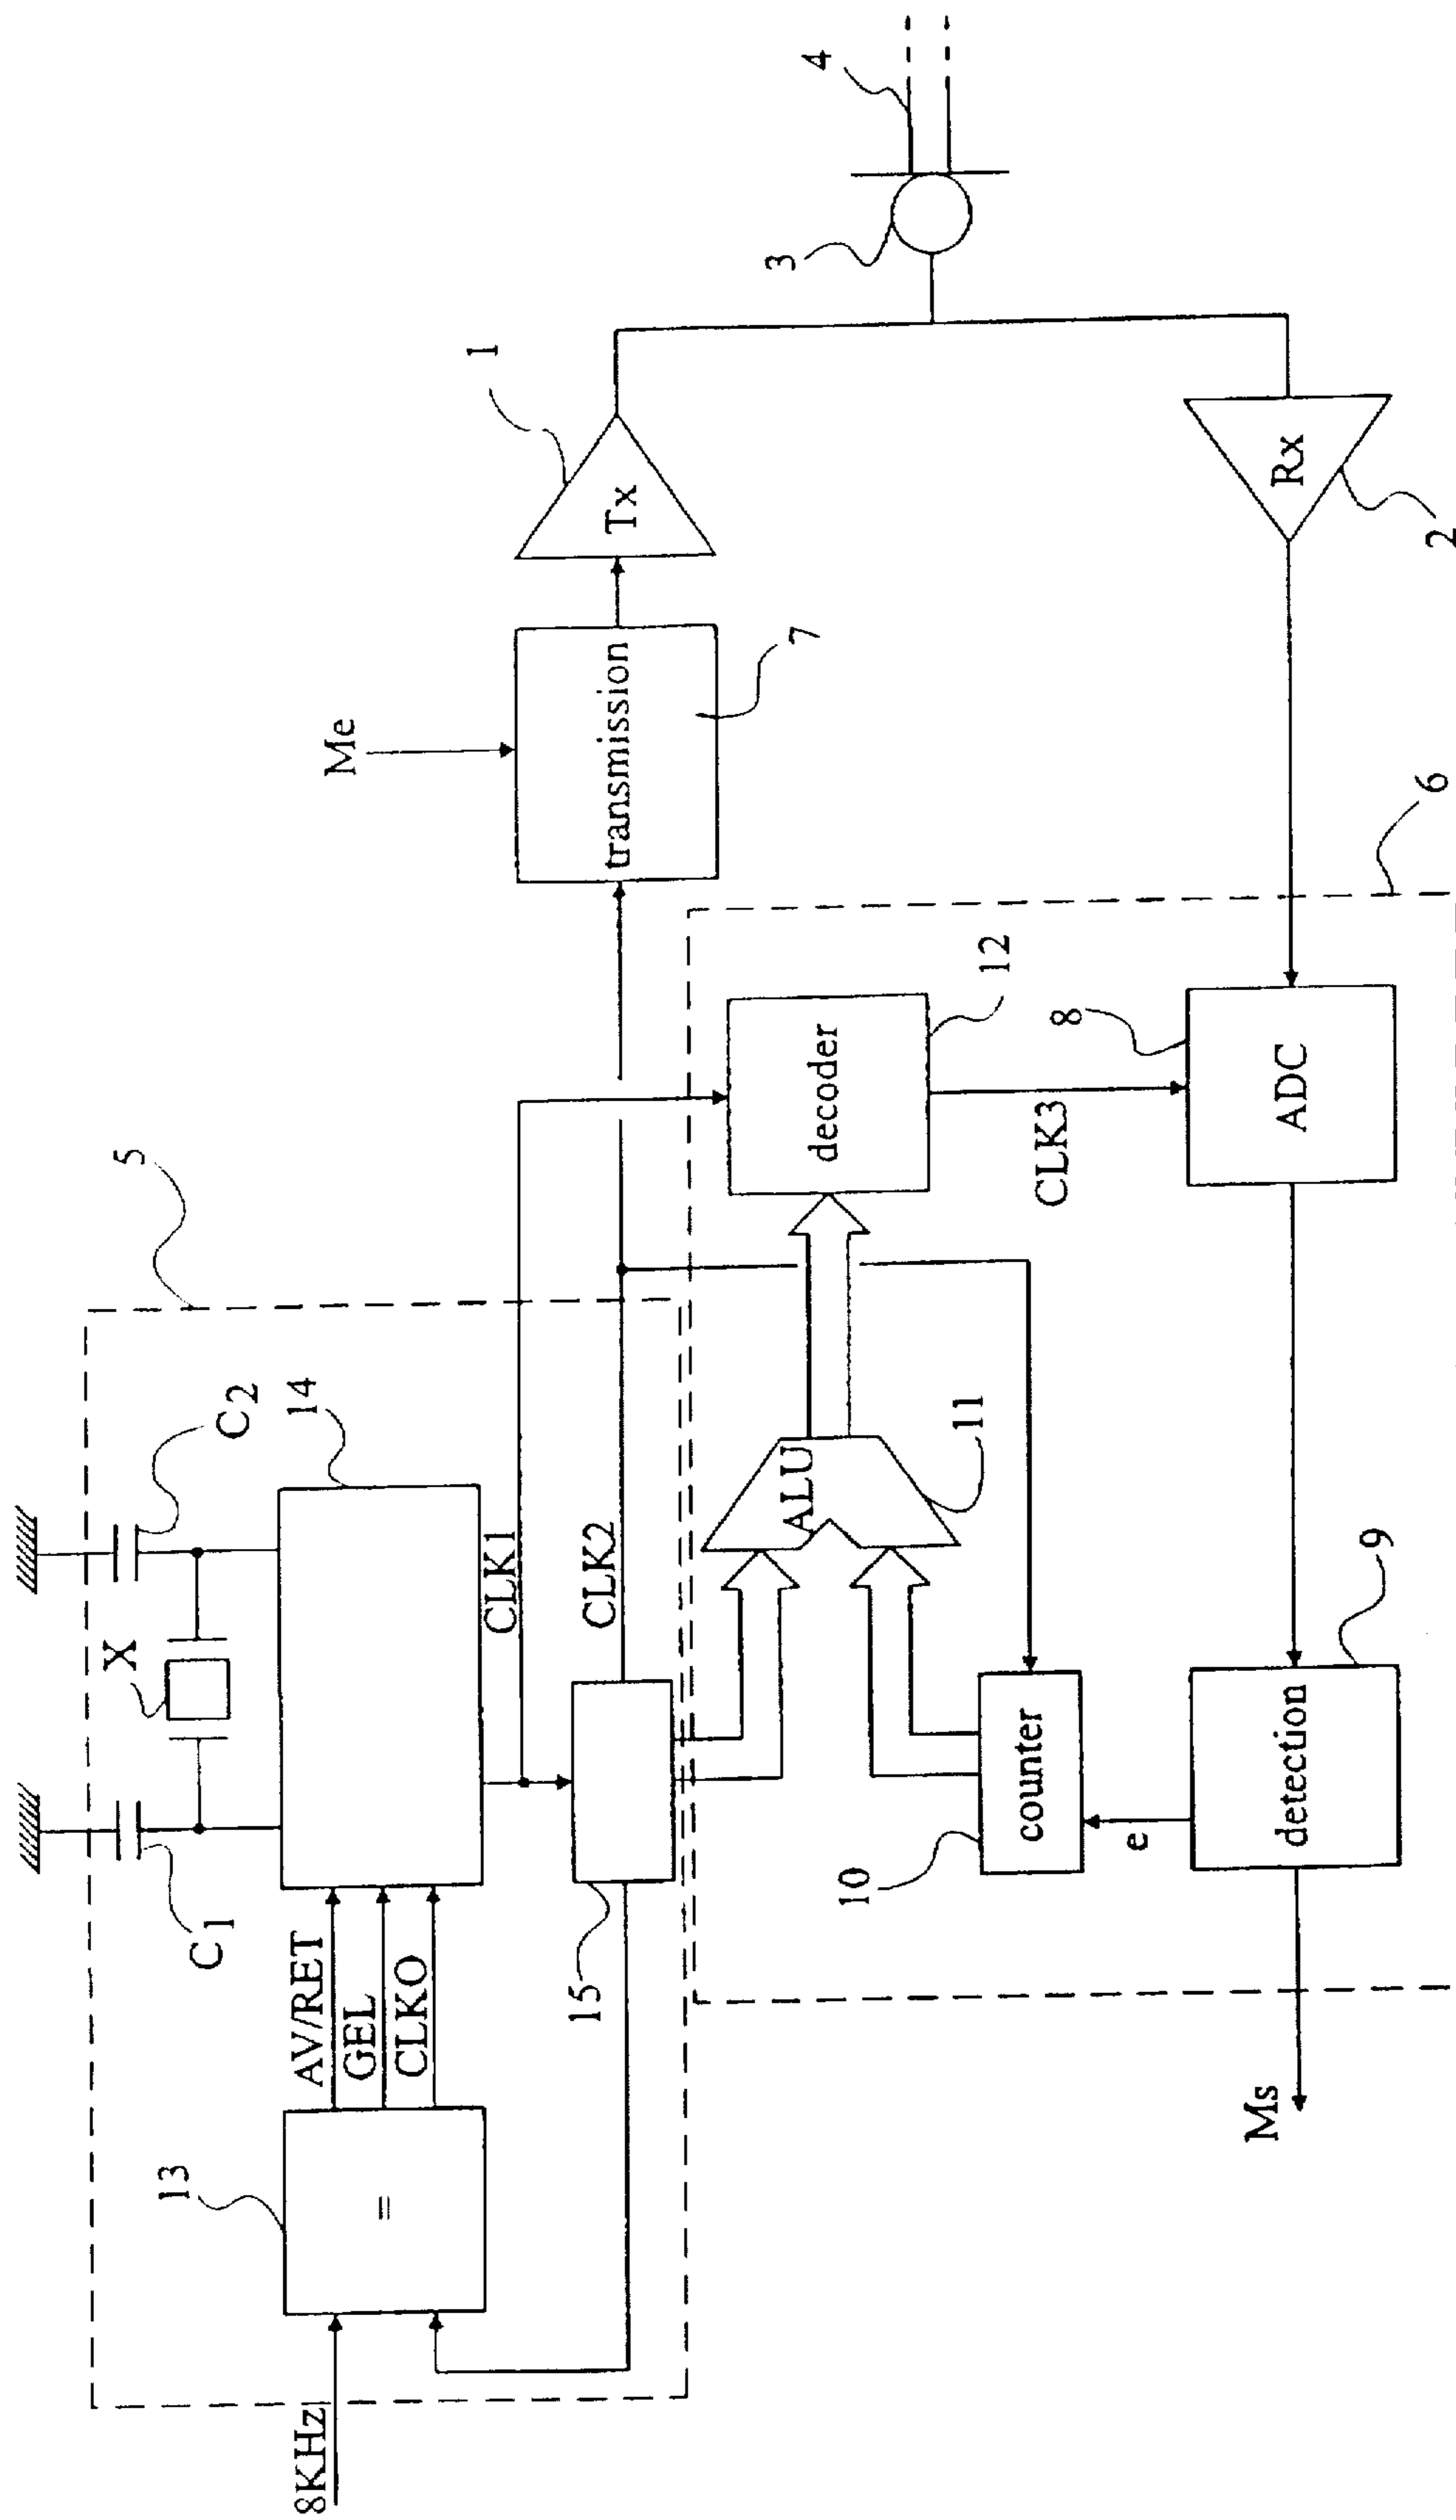 8KHz
13
=
AV/RET
GEL
CLKO
C1
X
C2
14
5
CLK1
CLK2
15
Me
transmission
7
1
Tx
3
4
ALU
11
decoder
12
CLK3
10
counter
e
detection
9
Ms
8
ADC
6
Rx
2